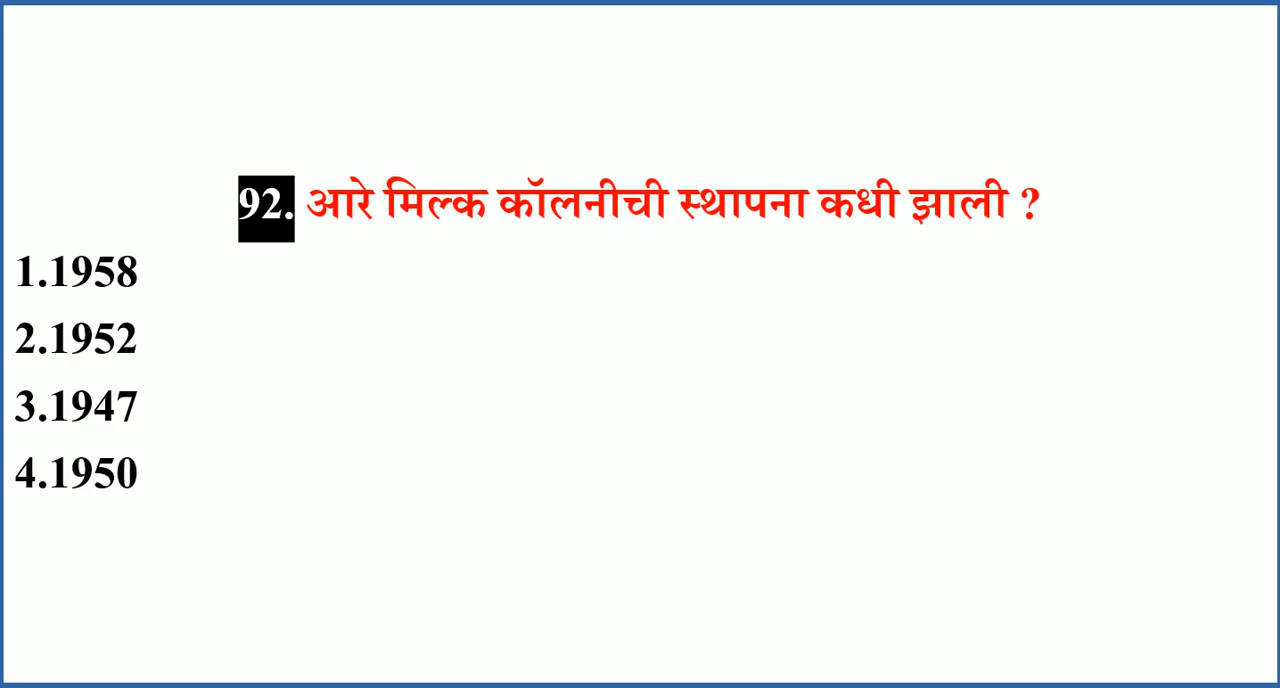 92. आरे मिल्क कॉलनीची स्थापना कधी झाली ?
1.1958
2.1952
3.1947
4.1950